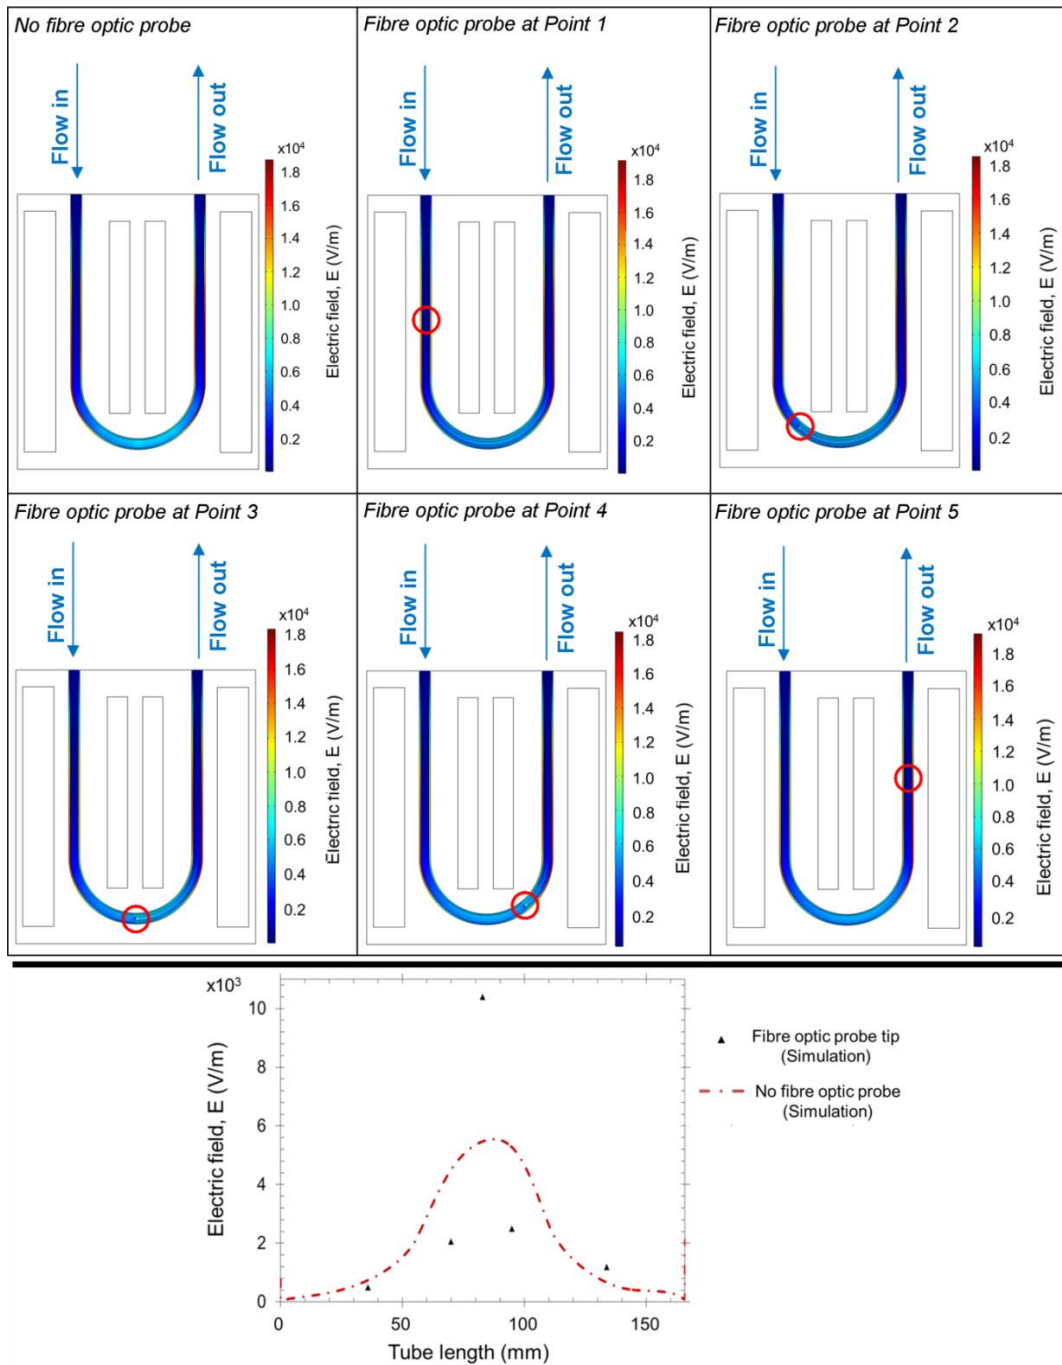 No fibre optic probe
Flow in
Flow out
x10⁴
1.8
1.6
1.4
1.2
1
0.8
0.6
0.4
0.2
Electric field, E (V/m)
Fibre optic probe at Point 1
Flow in
Flow out
x10⁴
1.8
1.6
1.4
1.2
1
0.8
0.6
0.4
0.2
Electric field, E (V/m)
Fibre optic probe at Point 2
Flow in
Flow out
x10⁴
1.8
1.6
1.4
1.2
1
0.8
0.6
0.4
0.2
Electric field, E (V/m)
Fibre optic probe at Point 3
Flow in
Flow out
x10⁴
1.8
1.6
1.4
1.2
1
0.8
0.6
0.4
0.2
Electric field, E (V/m)
Fibre optic probe at Point 4
Flow in
Flow out
x10⁴
1.8
1.6
1.4
1.2
1
0.8
0.6
0.4
0.2
Electric field, E (V/m)
Fibre optic probe at Point 5
Flow in
Flow out
x10⁴
1.8
1.6
1.4
1.2
1
0.8
0.6
0.4
0.2
Electric field, E (V/m)
x10³
10
8
6
4
2
0
Electric field, E (V/m)
0
50
100
150
Tube length (mm)
Fibre optic probe tip
(Simulation)
No fibre optic probe
(Simulation)